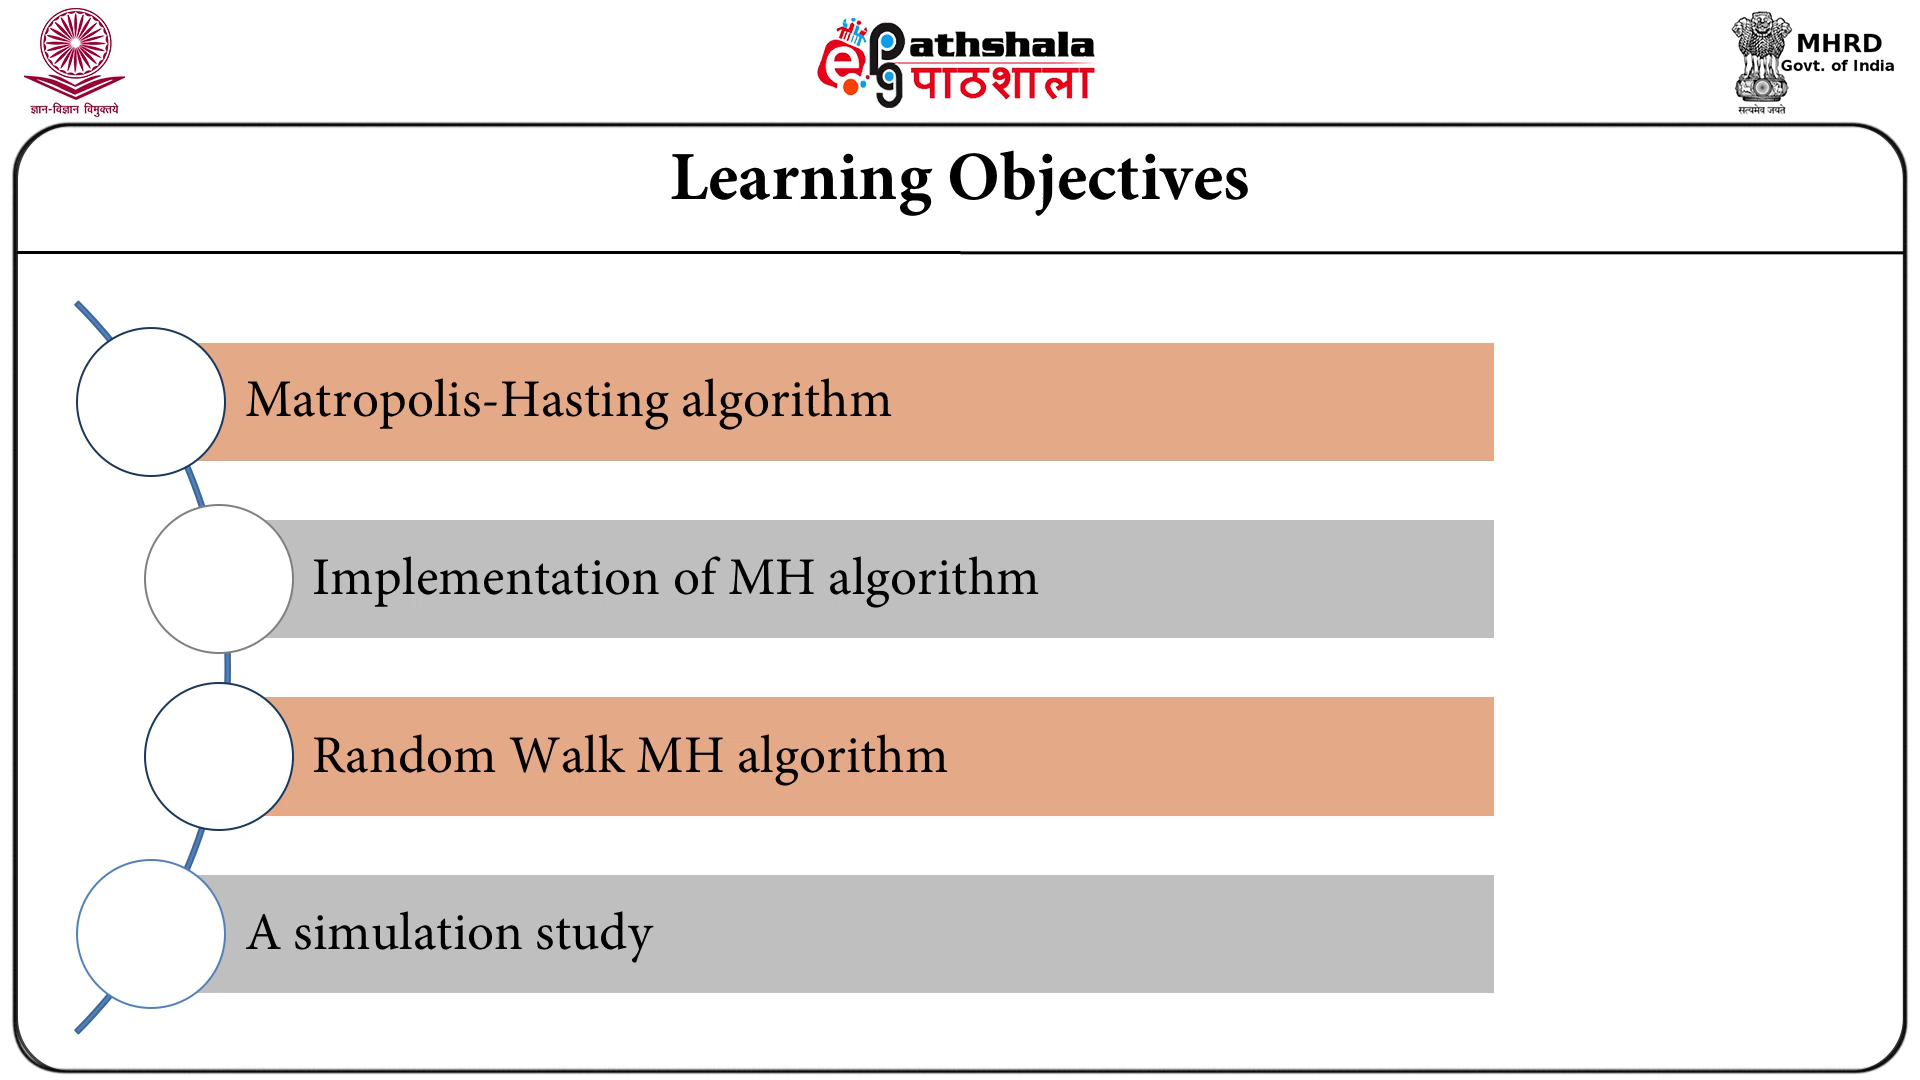 ज्ञान-विज्ञान विमुक्तये
e pg athshala
पाठशाला
MHRD
Govt. of India
सत्यमेव जयते
Learning Objectives
Matropolis-Hasting algorithm
Implementation of MH algorithm
Random Walk MH algorithm
A simulation study